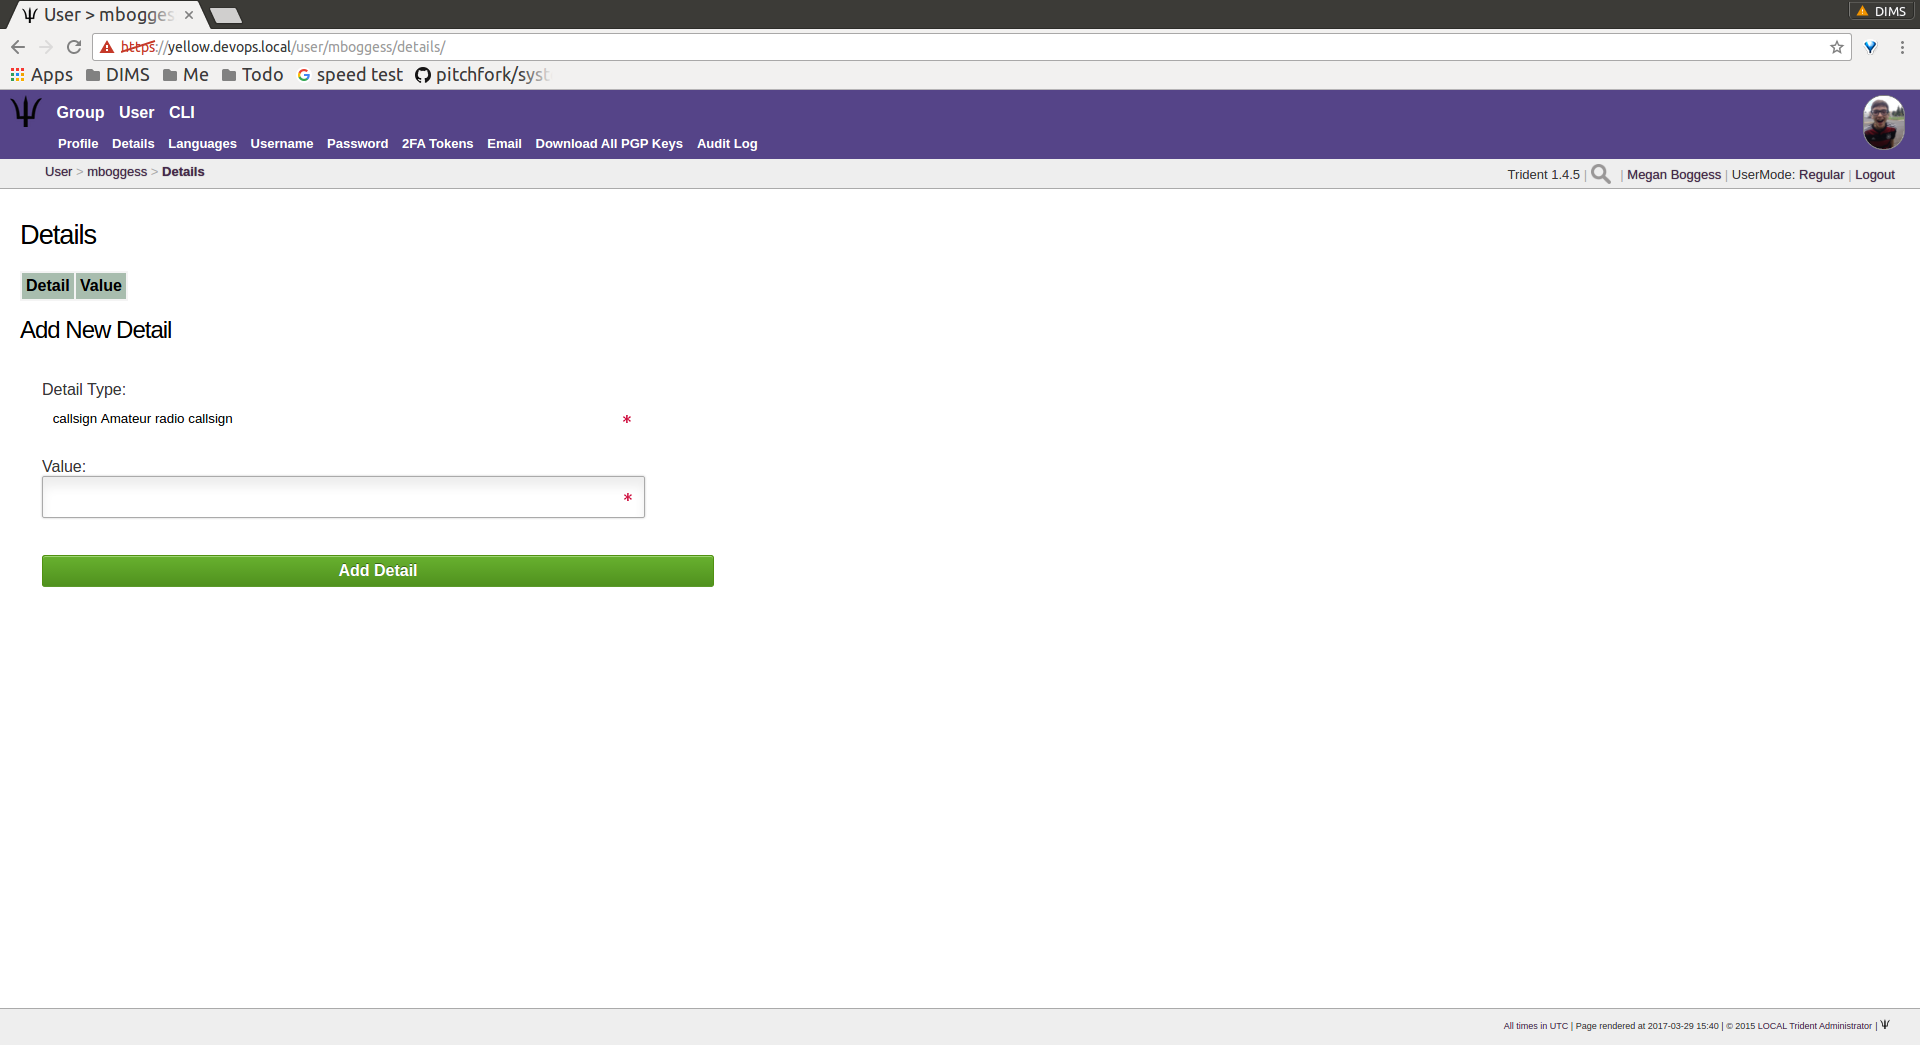 User > mbogges
DIMS
https://yellow.devops.local/user/mboggess/details/
Apps DIMS Me Todo speed test pitchfork/syst
Group User CLI
Profile Details Languages Username Password 2FA Tokens Email Download All PGP Keys Audit Log
User > mboggess > Details
Trident 1.4.5 | | Megan Boggess | UserMode: Regular | Logout
Details
Detail Value
Add New Detail
Detail Type:
callsign Amateur radio callsign *
Value:
*
Add Detail
All times in UTC | Page rendered at 2017-03-29 15:40 | © 2015 LOCAL Trident Administrator |